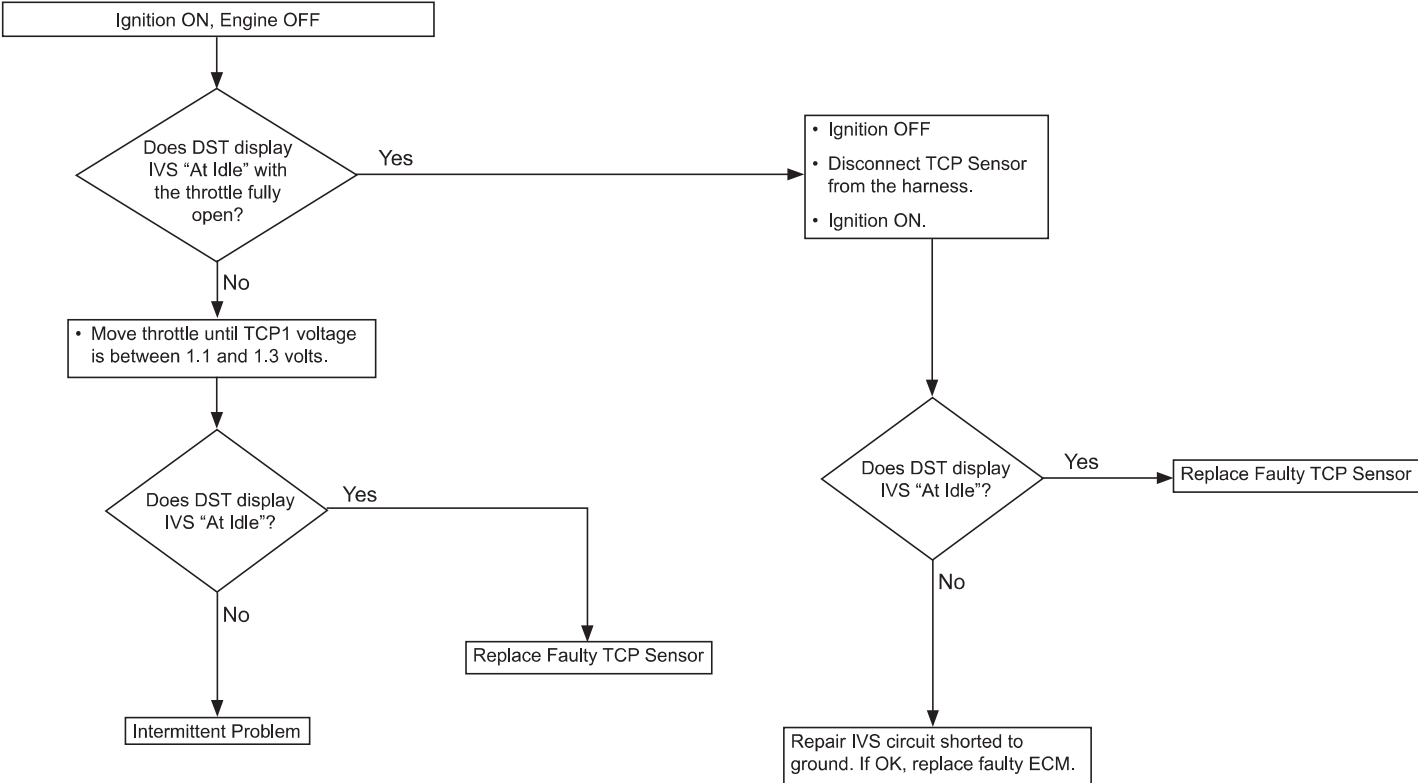 Ignition ON, Engine OFF
Does DST display
IVS “At Idle” with
the throttle fully
open?
Yes
• Ignition OFF
• Disconnect TCP Sensor
from the harness.
• Ignition ON.
No
• Move throttle until TCP1 voltage
is between 1.1 and 1.3 volts.
Does DST display
IVS “At Idle”?
Yes
Replace Faulty TCP Sensor
No
Intermittent Problem
Does DST display
IVS “At Idle”?
Yes
Replace Faulty TCP Sensor
No
Repair IVS circuit shorted to
ground. If OK, replace faulty ECM.